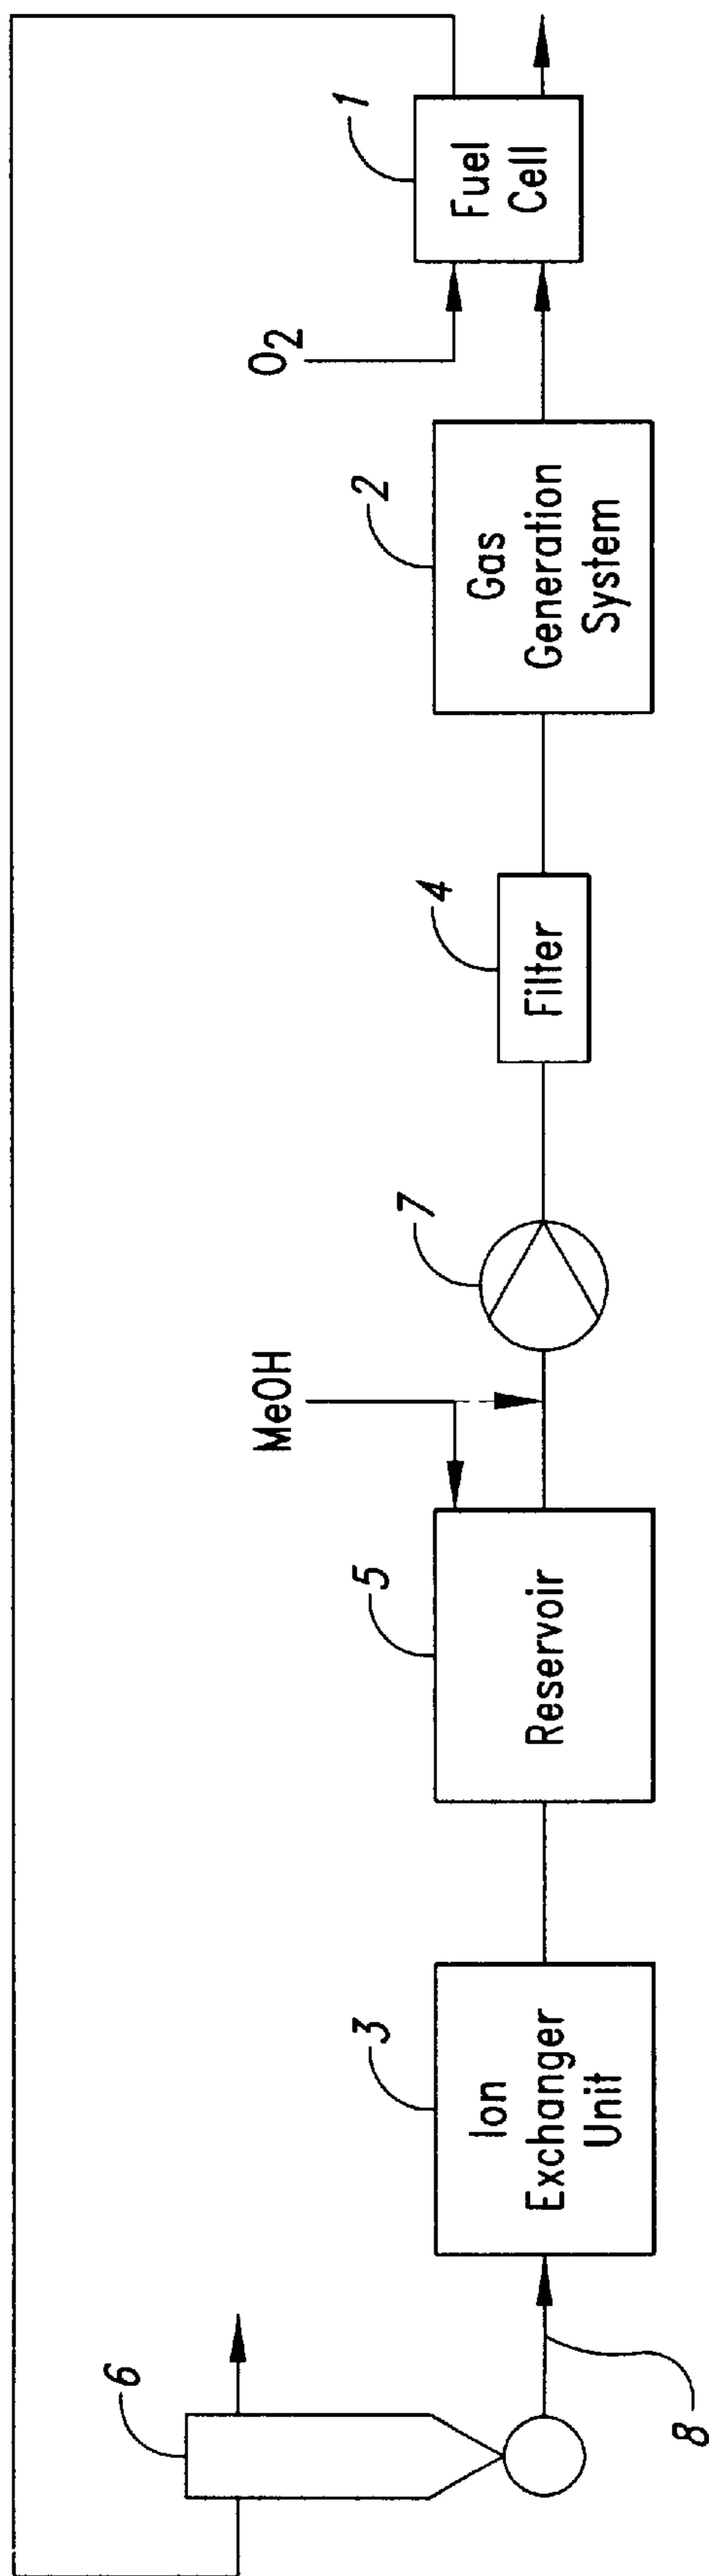 6
8
3
Ion
Exchanger
Unit
5
Reservoir
MeOH
7
4
Filter
2
Gas
Generation
System
O2
1
Fuel
Cell